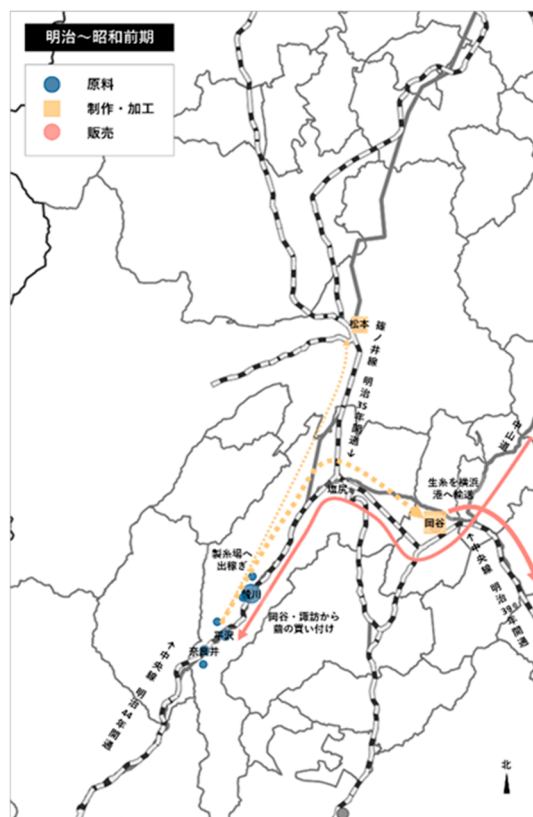 明治～昭和前期
原料
制作・加工
販売
松本
篠ノ井線 明治35年開通↓
中山道
生糸を横浜
港へ輸送
塩尻
岡谷
製糸場へ
出稼ぎ
贄川
岡谷・諏訪から
繭の買い付け
↑中央線 明治39年開通
平沢
奈良井
↑中央線 明治44年開通
北